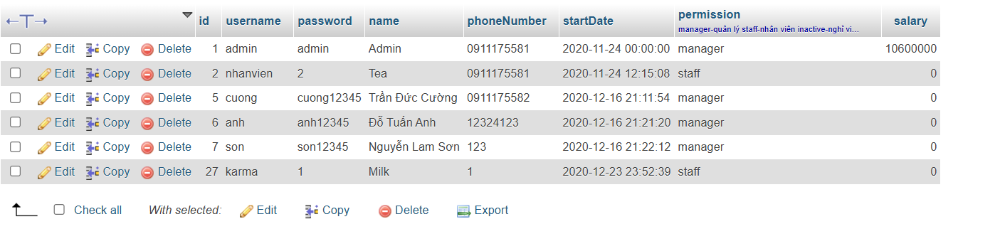 id username password name phoneNumber startDate permission salary
manager-quản lý staff-nhân viên inactive-nghỉ vi...
Edit Copy Delete 1 admin admin Admin 0911175581 2020-11-24 00:00:00 manager 10600000
Edit Copy Delete 2 nhanvien 2 Tea 0911175581 2020-11-24 12:15:08 staff 0
Edit Copy Delete 5 cuong cuong12345 Trần Đức Cường 0911175582 2020-12-16 21:11:54 manager 0
Edit Copy Delete 6 anh anh12345 Đỗ Tuấn Anh 12324123 2020-12-16 21:21:20 manager 0
Edit Copy Delete 7 son son12345 Nguyễn Lam Sơn 123 2020-12-16 21:22:12 manager 0
Edit Copy Delete 27 karma 1 Milk 1 2020-12-23 23:52:39 staff 0
Check all With selected: Edit Copy Delete Export